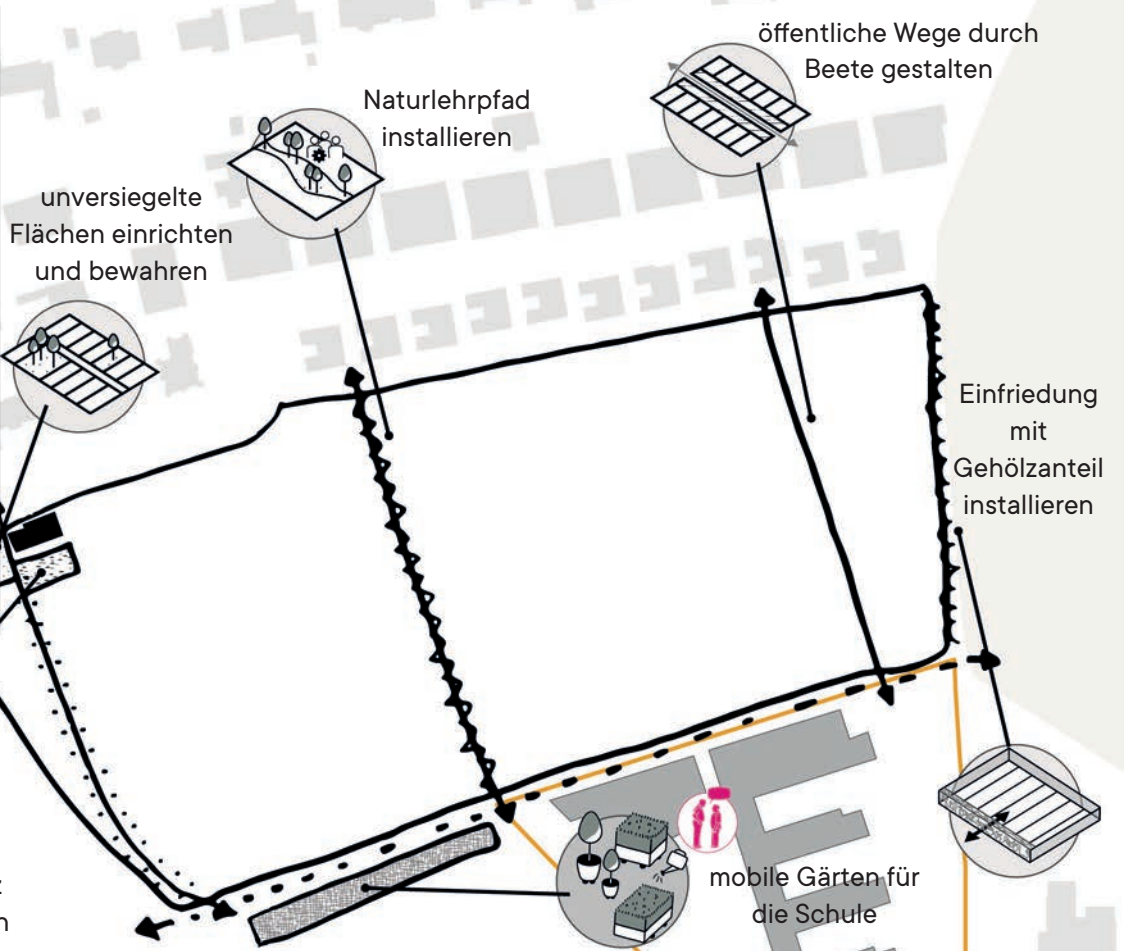 öffentliche Wege durch
Beete gestalten
Naturlehrpfad
installieren
unversiegelte
Flächen einrichten
und bewahren
Einfriedung
mit
Gehölzanteil
installieren
mobile Gärten für
die Schule